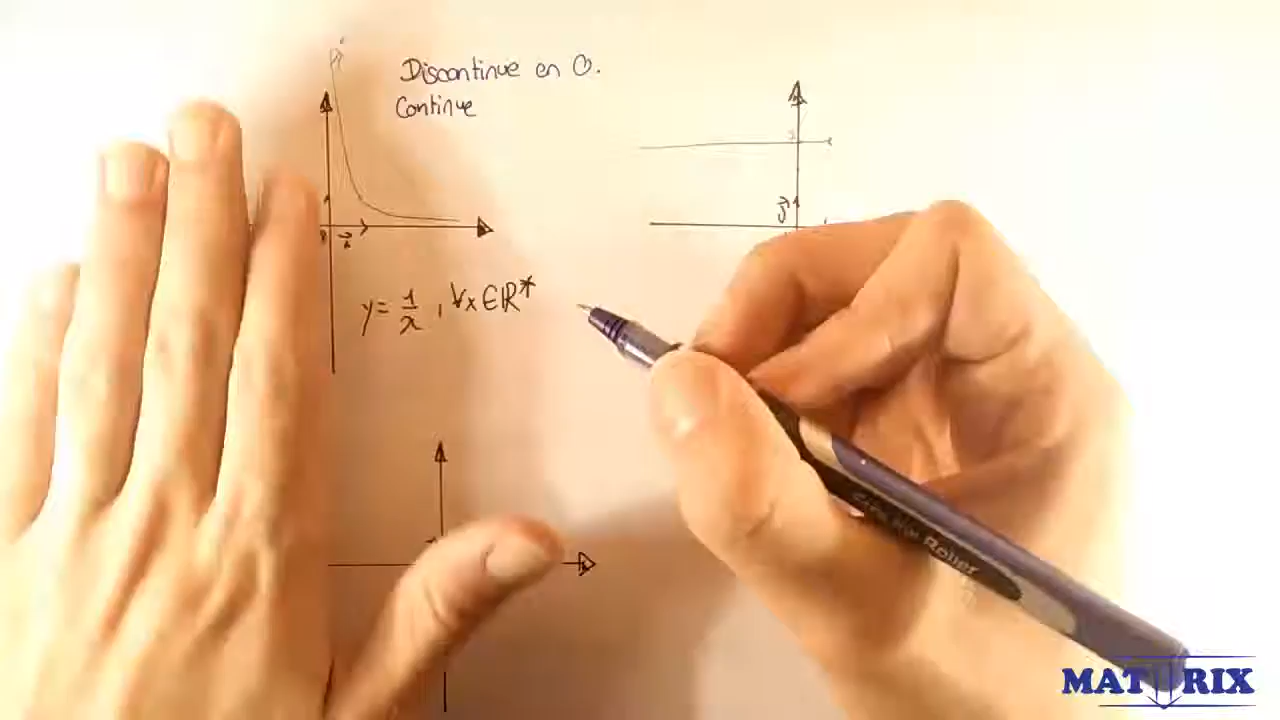 Discontinue en 0.
Continue
y = 1/x , ∀x∈ℝ*
MATRIX